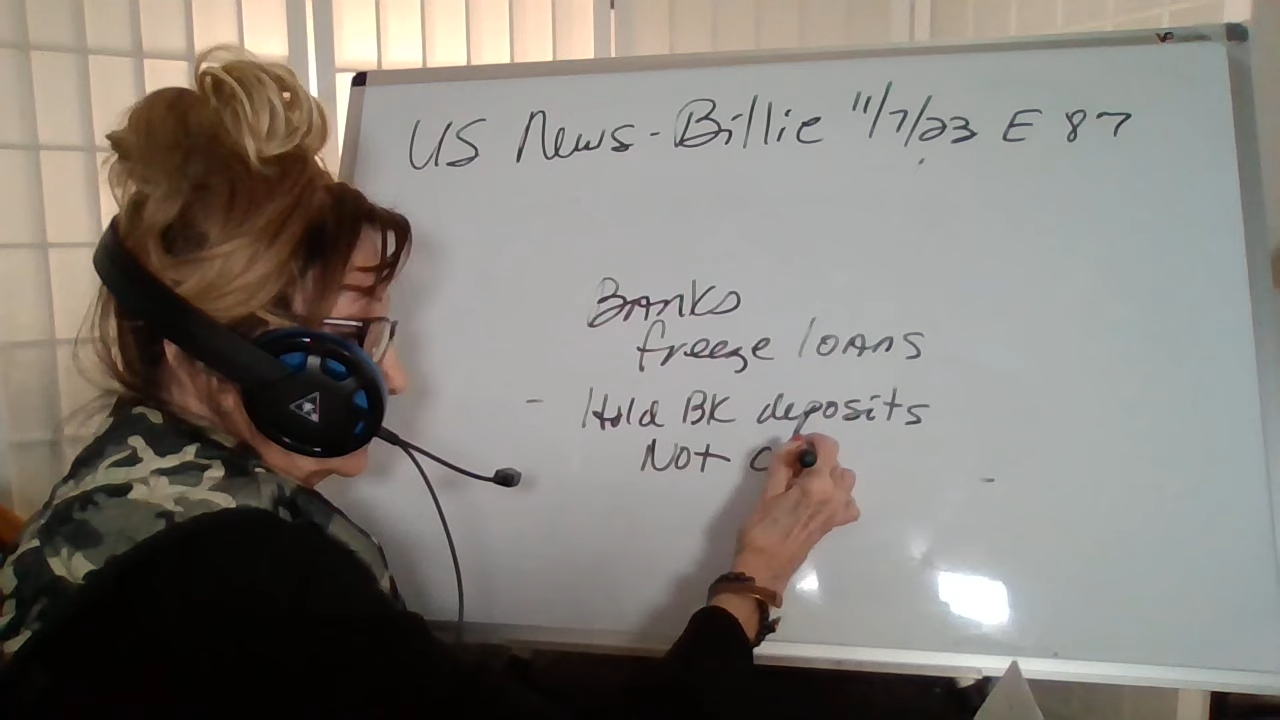 US News - Billie 11/7/23 E 87
BANKS
freeze loANS
- Hold BK deposits
Not c